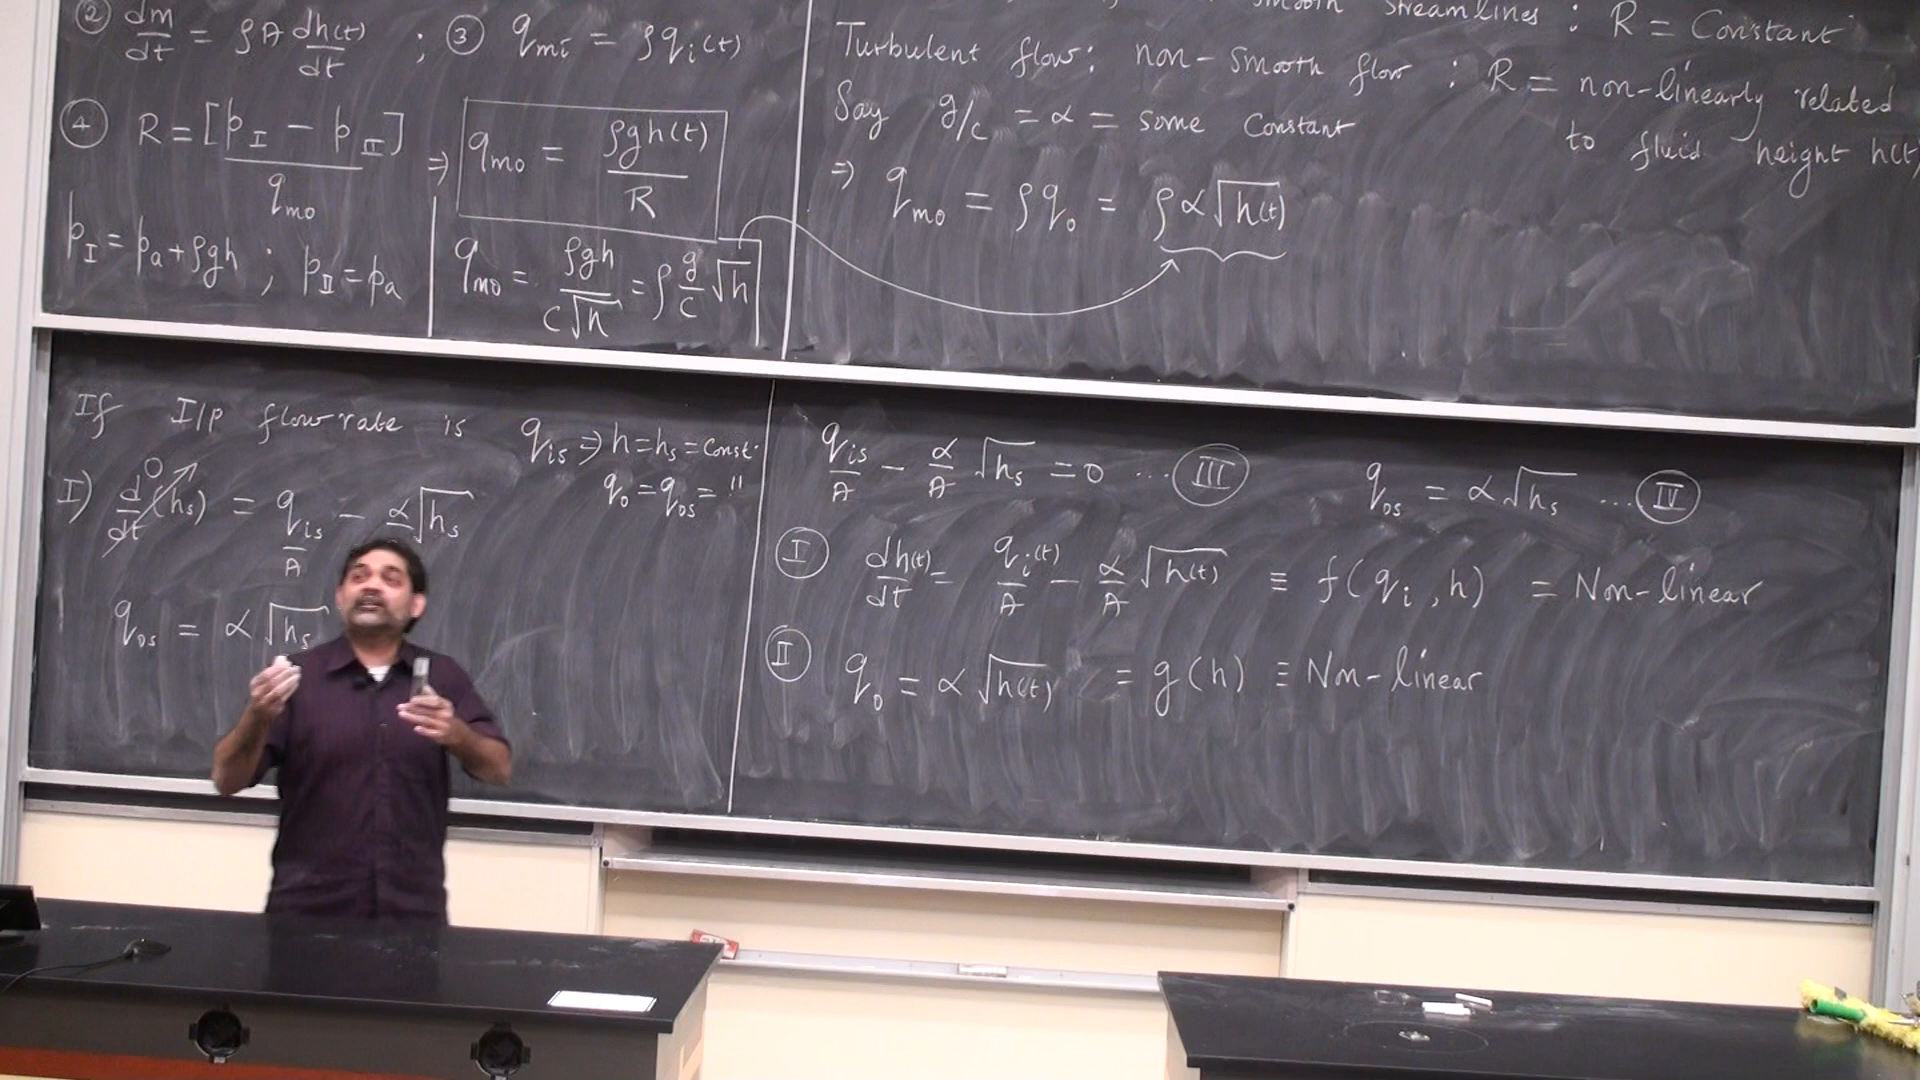 ② dm/dt = ρA dh(t)/dt ; ③ q_mi = ρq_i(t)
④ R = [p_I − p_II]/q_mo ⇒ q_mo = ρgh(t)/R
p_I = p_a + ρgh ; p_II = p_a
q_mo = ρgh/c√h = ρ g/c √h
smooth streamlines : R = Constant
Turbulent flow : non-smooth flow : R = non-linearly related
to fluid height h(t)
Say g/c = α = some Constant
⇒ q_mo = ρq_o = ρα√h(t)
If I/p flow rate is q_is ⇒ h = h_s = const.
q_o = q_os = "
I) d/dt (h_s) 0 = q_is/A − α√h_s
q_os = α√h_s
q_is/A − α/A √h_s = 0 ... III
q_os = α√h_s ... IV
I dh(t)/dt = q_i(t)/A − α/A √h(t) ≡ f(q_i, h) = Non-linear
II q_o = α√h(t) = g(h) ≡ Non-linear